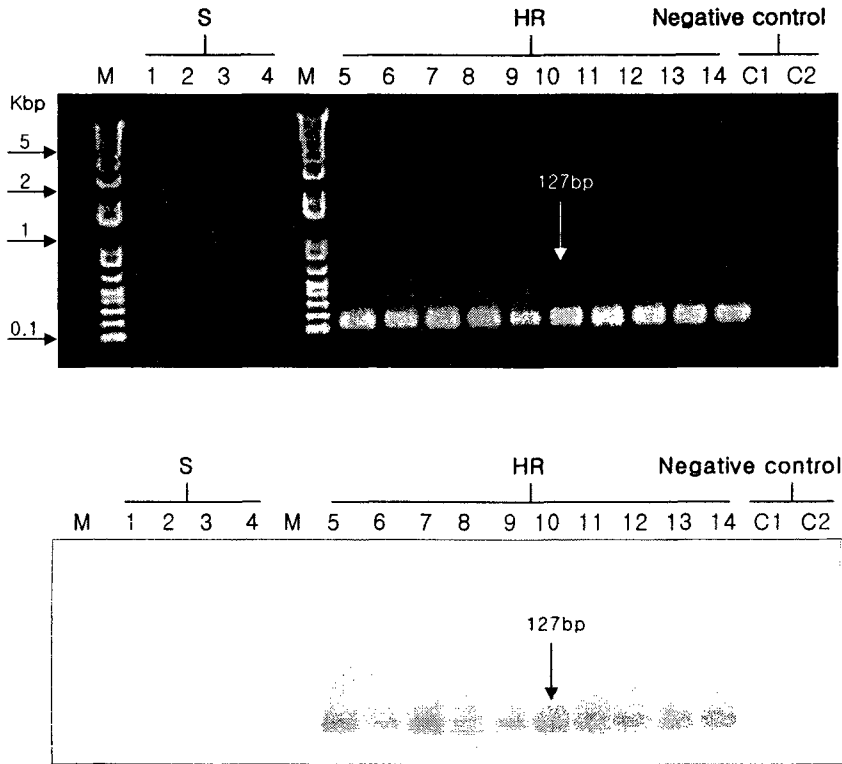 S HR Negative control
M 1 2 3 4 M 5 6 7 8 9 10 11 12 13 14 C1 C2
Kbp
5
2
127bp
1
0.1
S HR Negative control
M 1 2 3 4 M 5 6 7 8 9 10 11 12 13 14 C1 C2
127bp